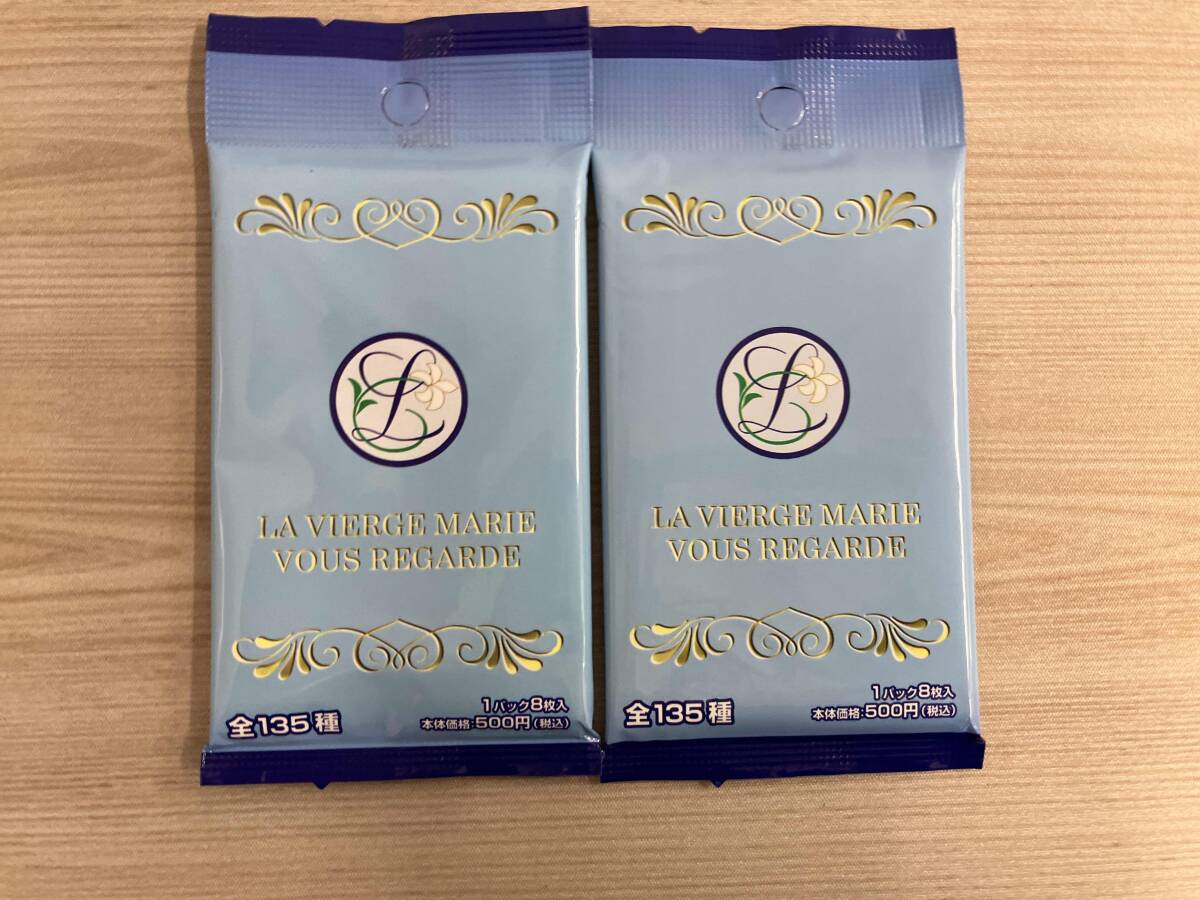 L
LA VIERGE MARIE
VOUS REGARDE
全135種
1パック8枚入
本体価格:500円(税込)
L
LA VIERGE MARIE
VOUS REGARDE
全135種
1パック8枚入
本体価格:500円(税込)